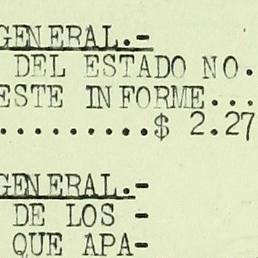 GENERAL.-
DEL ESTADO NO.
ESTE INFORME...
..........$ 2.27
GENERAL.-
DE LOS -
QUE APA-